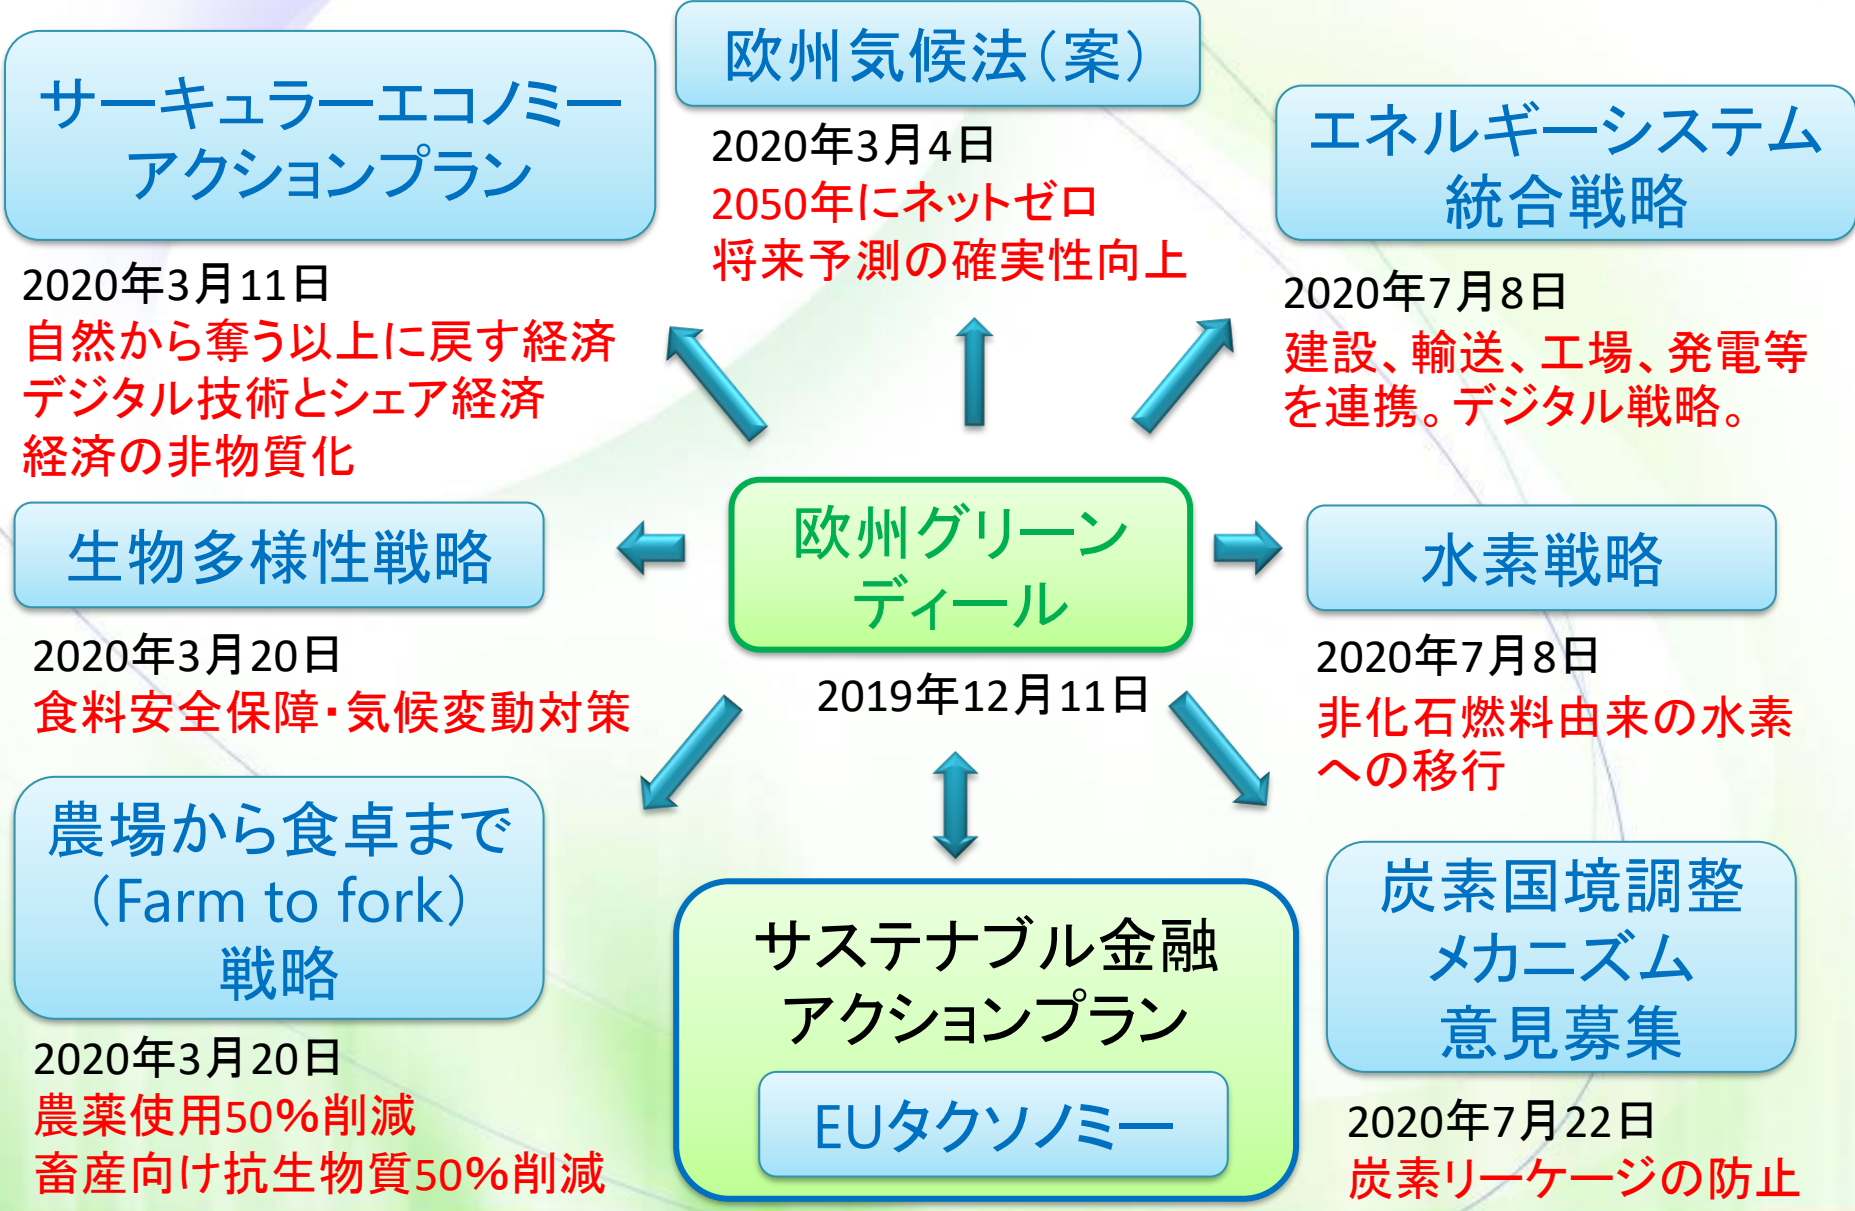 欧州気候法（案）
2020年3月4日
2050年にネットゼロ
将来予測の確実性向上
サーキュラーエコノミー
アクションプラン
2020年3月11日
自然から奪う以上に戻す経済
デジタル技術とシェア経済
経済の非物質化
エネルギーシステム
統合戦略
2020年7月8日
建設、輸送、工場、発電等
を連携。デジタル戦略。
生物多様性戦略
2020年3月20日
食料安全保障・気候変動対策
欧州グリーン
ディール
2019年12月11日
水素戦略
2020年7月8日
非化石燃料由来の水素
への移行
農場から食卓まで
（Farm to fork）
戦略
2020年3月20日
農薬使用50%削減
畜産向け抗生物質50%削減
サステナブル金融
アクションプラン
EUタクソノミー
炭素国境調整
メカニズム
意見募集
2020年7月22日
炭素リーケージの防止